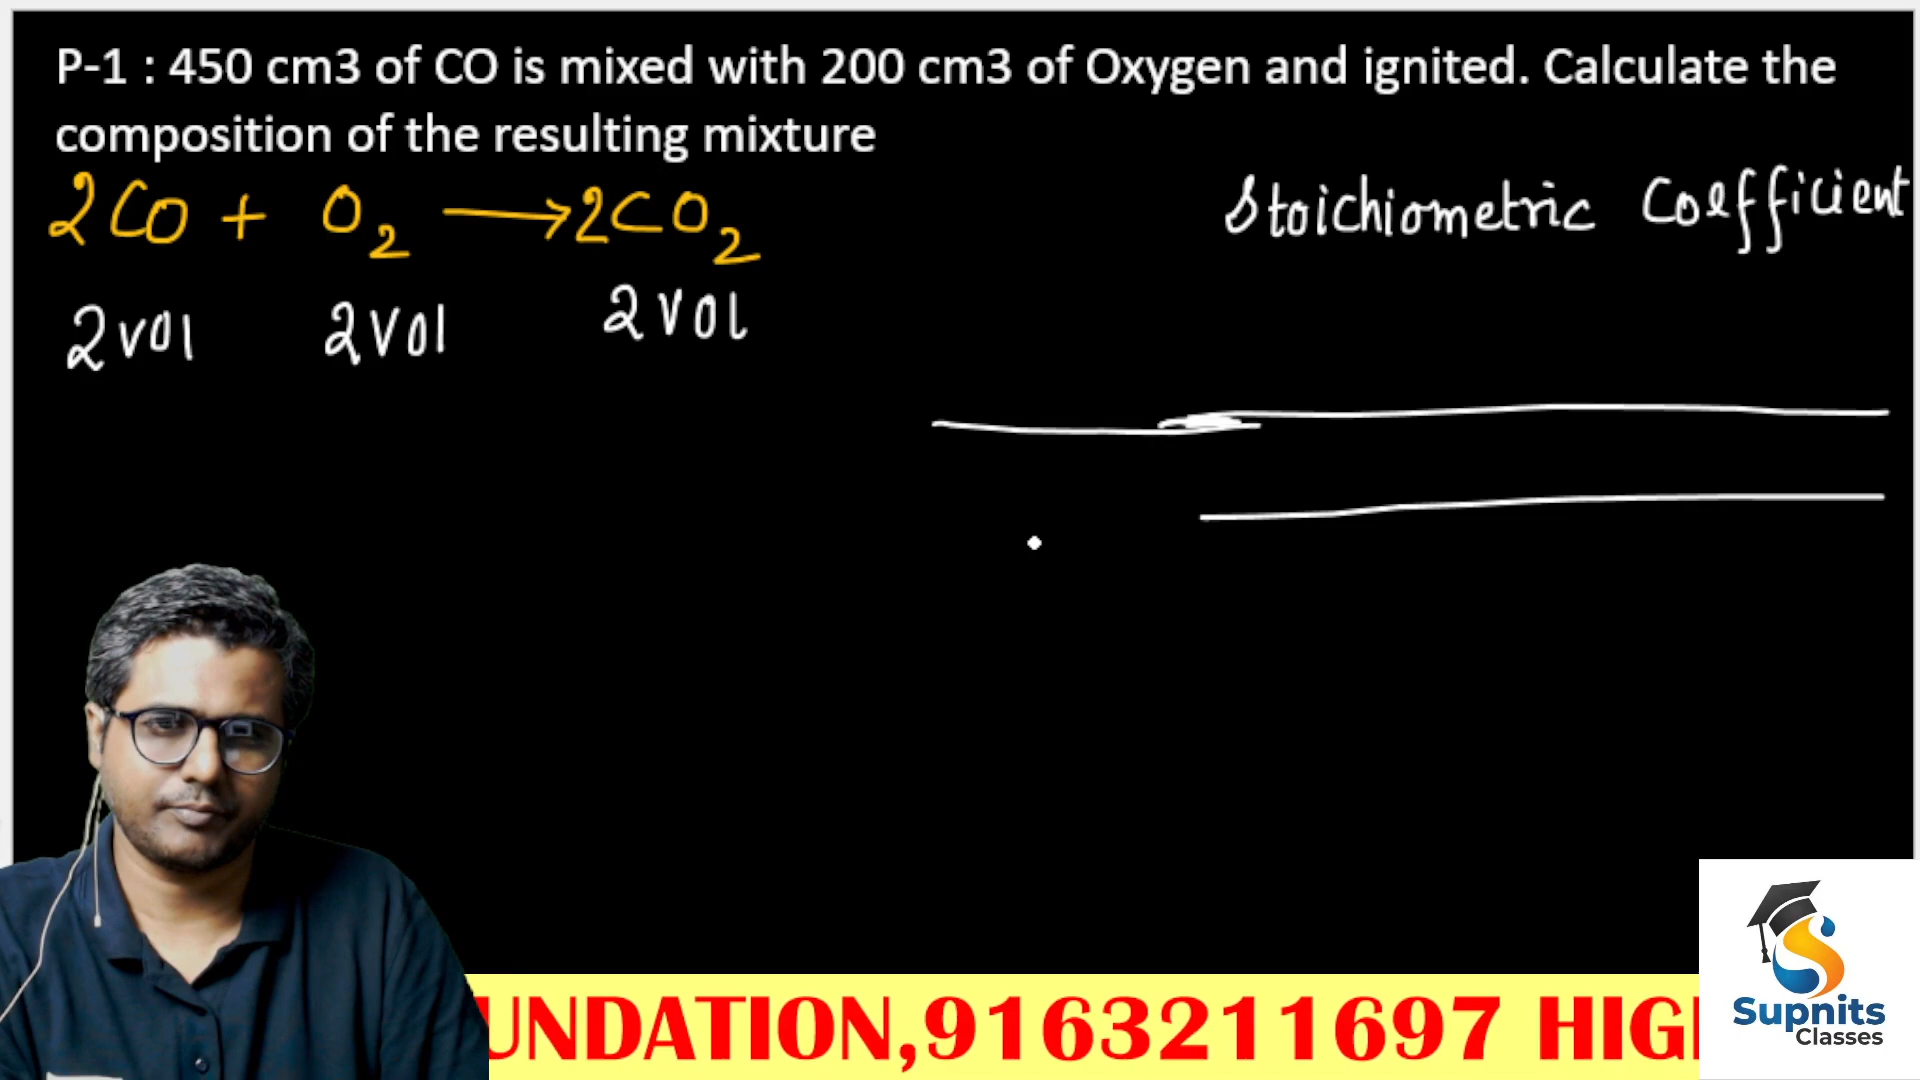 P-1 : 450 cm3 of CO is mixed with 200 cm3 of Oxygen and ignited. Calculate the
composition of the resulting mixture
2CO + O₂ ⟶ 2CO₂
Stoichiometric Coefficient
2vol 2vol 2vol
UNDATION,9163211697 HIG
Supnits
Classes